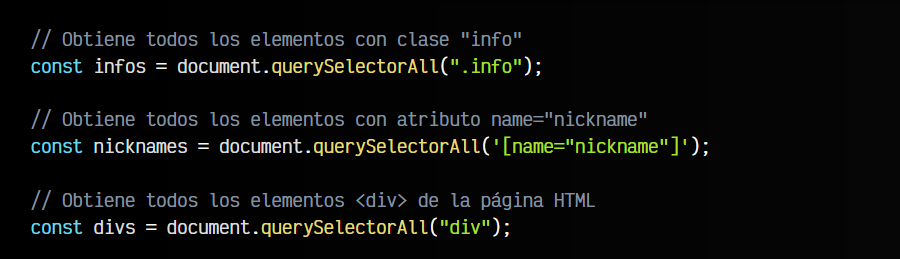 // Obtiene todos los elementos con clase "info"
const infos = document.querySelectorAll(".info");
// Obtiene todos los elementos con atributo name="nickname"
const nicknames = document.querySelectorAll('[name="nickname"]');
// Obtiene todos los elementos <div> de la página HTML
const divs = document.querySelectorAll("div");